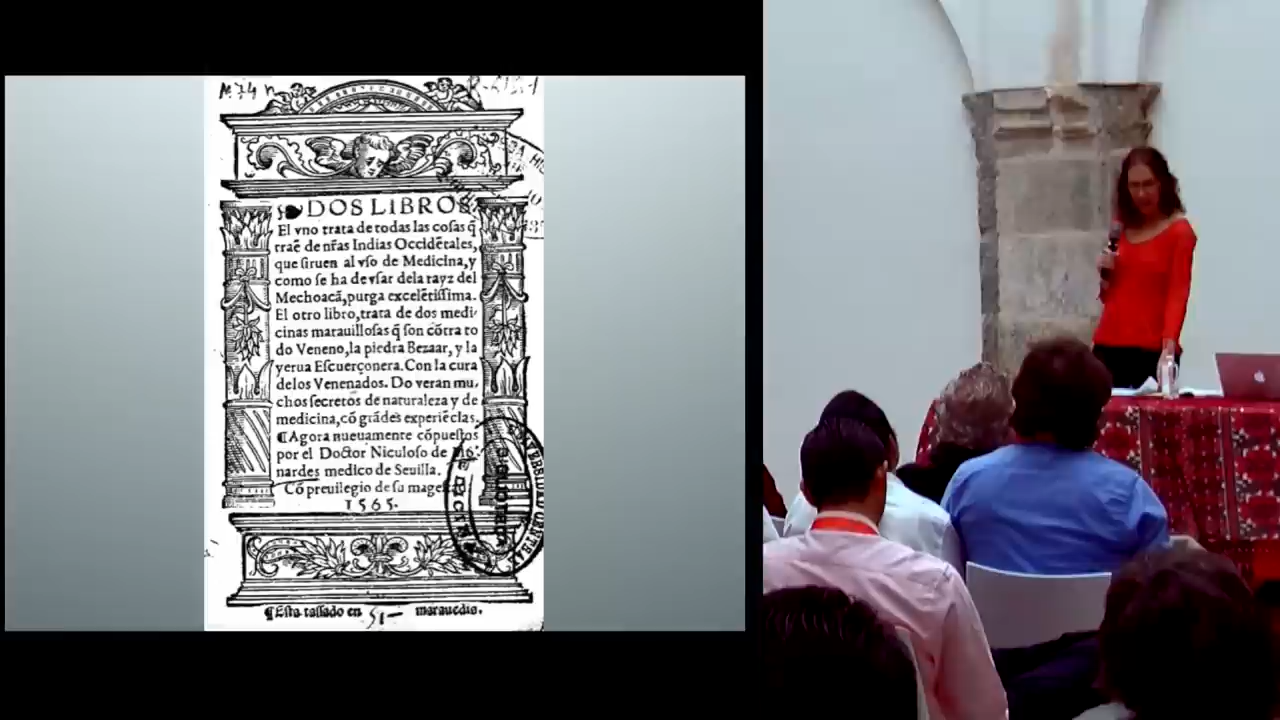 M. 74 n
DOS LIBROS
El vno trata de todas las cosas q̃
traẽ de nr̃as Indias Occidẽtales,
que siruen al vso de Medicina, y
como se ha de vsar dela rayz del
Mechoacã, purga excelẽtissima.
El otro libro, trata de dos medi-
cinas marauillosas q̃ son cõtra to
do Veneno, la piedra Bezaar, y la
yerua Escuerçonera. Con la cura
delos Venenados. Do veran mu-
chos secretos de naturaleza y de
medicina, cõ grãdes experiẽcias.
¶Agora nueuamente cõpuestos
por el Doctor Niculoso de Mo-
nardes medico de Seuilla.
Cõ preuilegio de su magestad
1565.
¶Esta tassado en 51 marauedis.